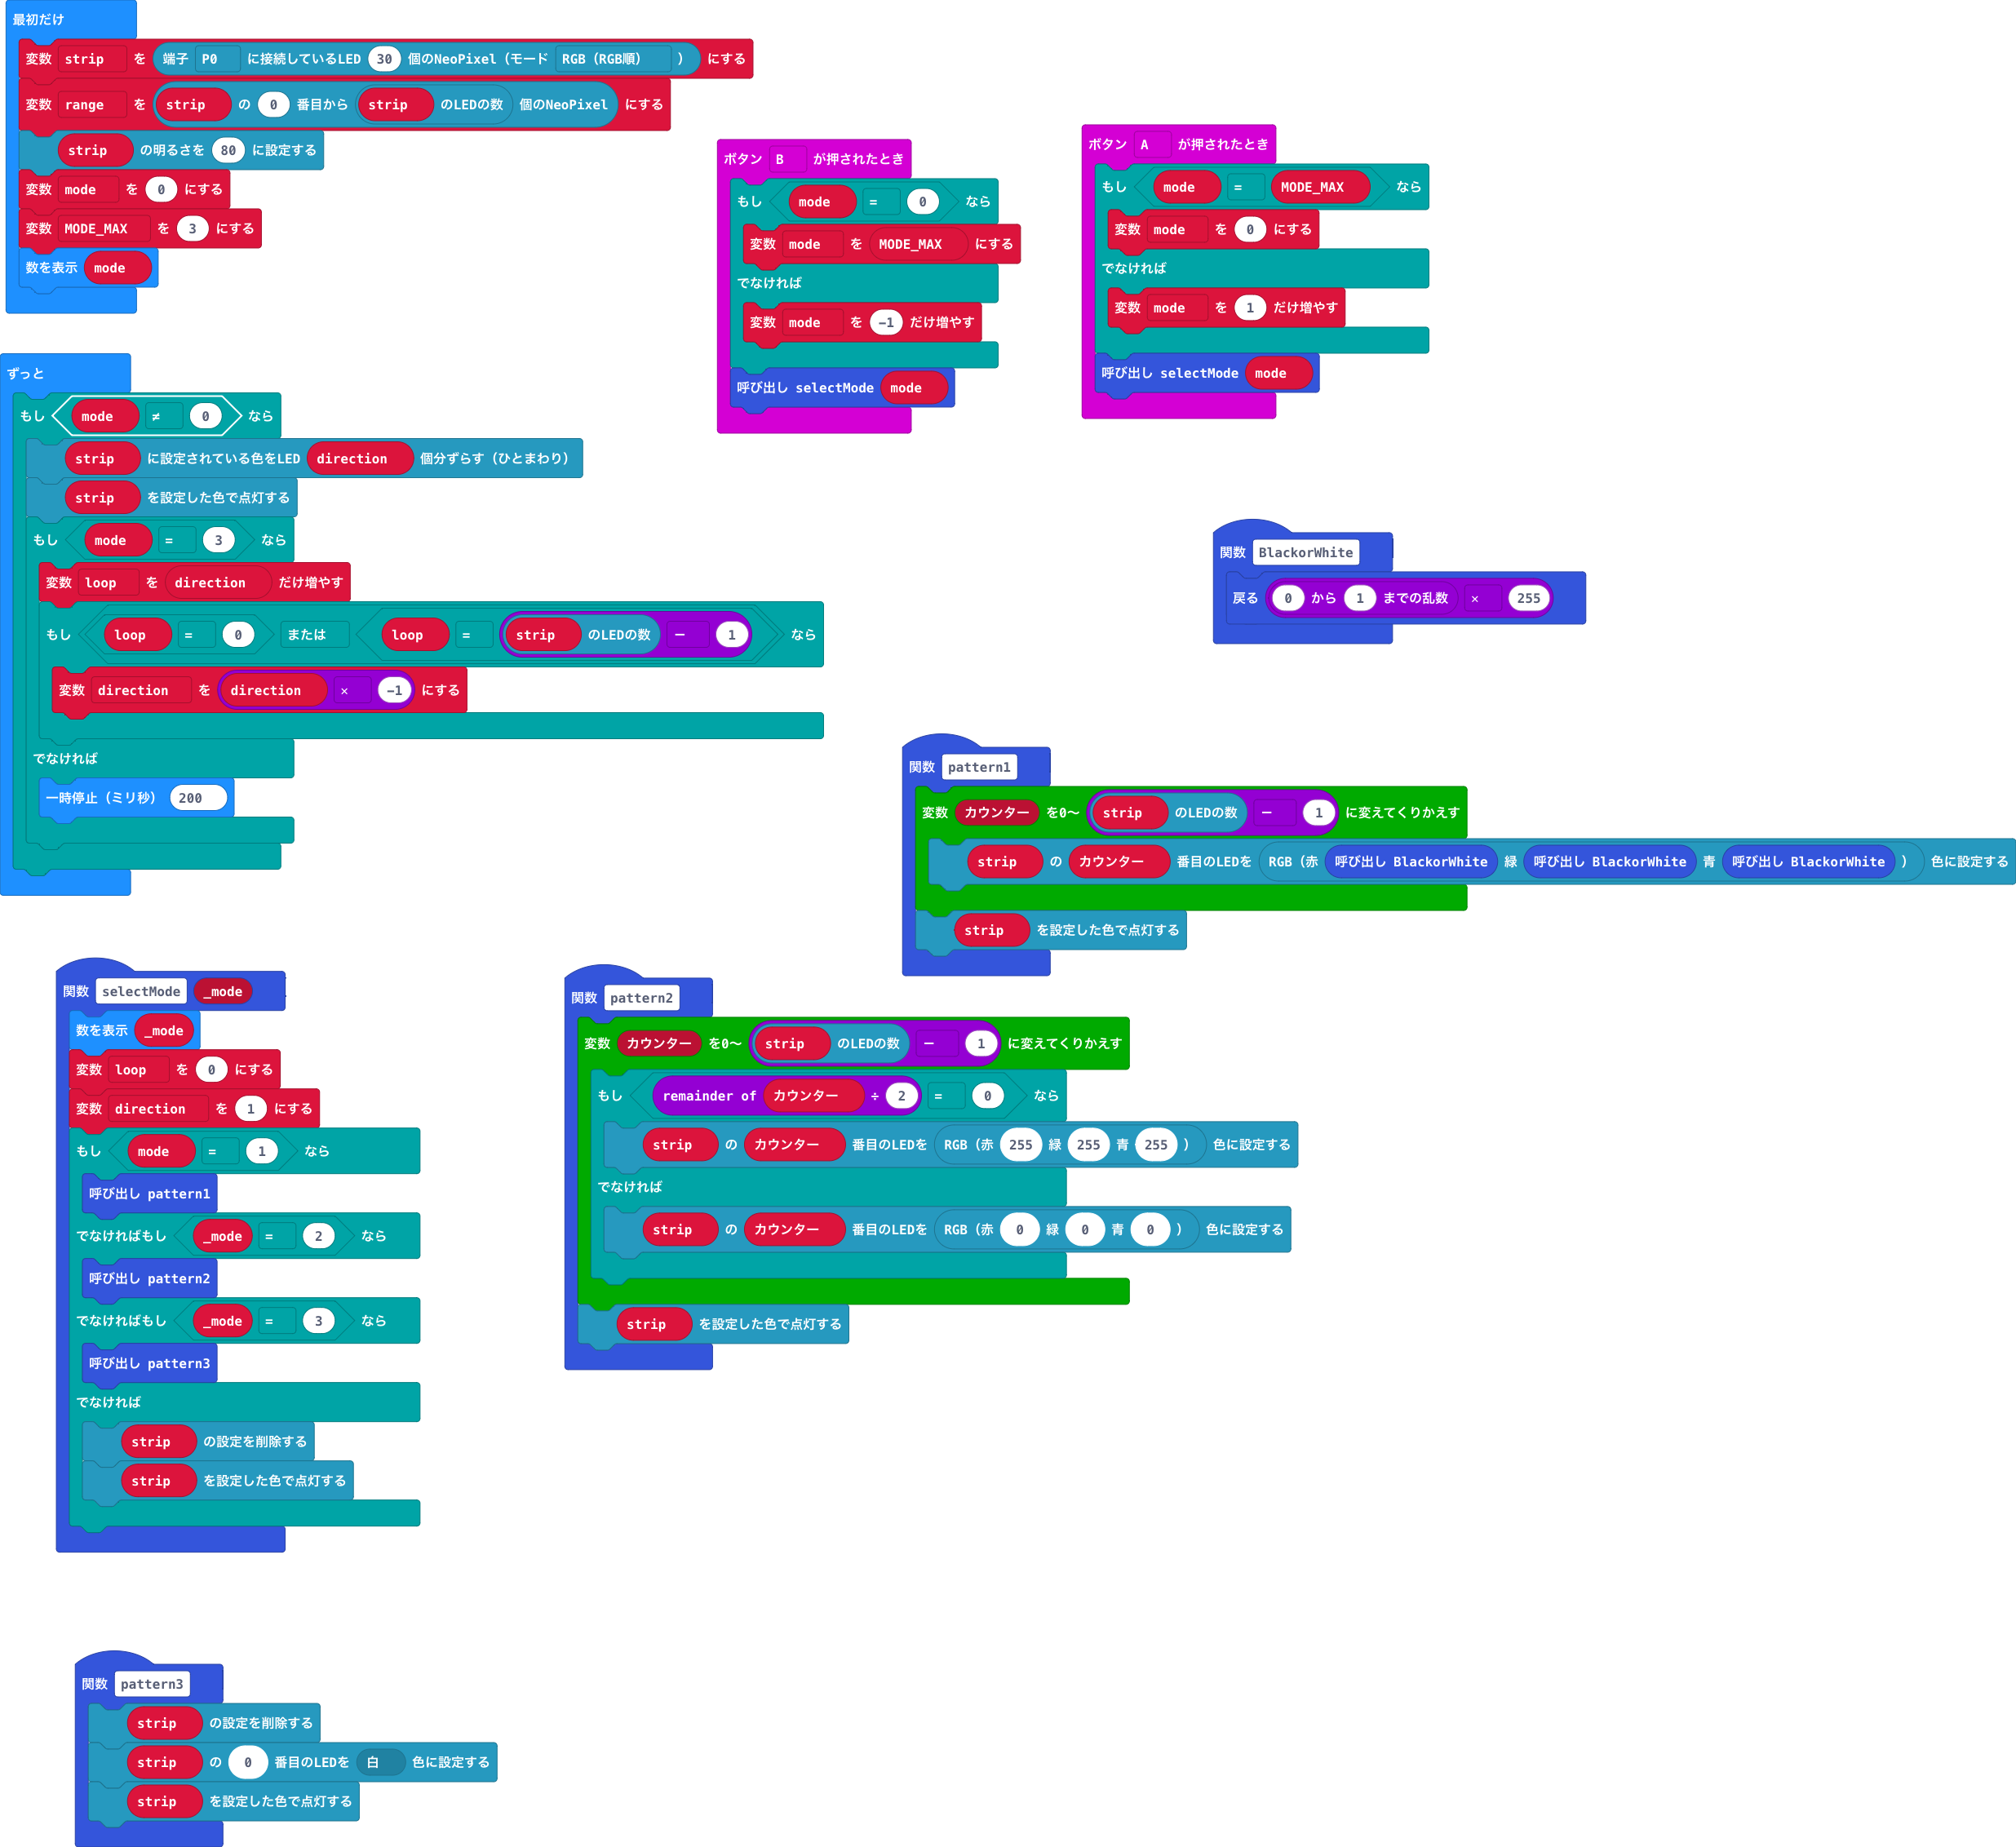 最初だけ
変数 strip を 端子 P0 に接続しているLED 30 個のNeoPixel（モード RGB（RGB順） ） にする
変数 range を strip の 0 番目から strip のLEDの数 個のNeoPixel にする
strip の明るさを 80 に設定する
変数 mode を 0 にする
変数 MODE_MAX を 3 にする
数を表示 mode
ボタン B が押されたとき
もし mode = 0 なら
変数 mode を MODE_MAX にする
でなければ
変数 mode を -1 だけ増やす
呼び出し selectMode mode
ボタン A が押されたとき
もし mode = MODE_MAX なら
変数 mode を 0 にする
でなければ
変数 mode を 1 だけ増やす
呼び出し selectMode mode
ずっと
もし mode ≠ 0 なら
strip に設定されている色をLED direction 個分ずらす（ひとまわり）
strip を設定した色で点灯する
もし mode = 3 なら
変数 loop を direction だけ増やす
もし loop = 0 または loop = strip のLEDの数 － 1 なら
変数 direction を direction × -1 にする
でなければ
一時停止（ミリ秒） 200
関数 BlackorWhite
戻る 0 から 1 までの乱数 × 255
関数 pattern1
変数 カウンター を0～ strip のLEDの数 － 1 に変えてくりかえす
strip の カウンター 番目のLEDを RGB（赤 呼び出し BlackorWhite 緑 呼び出し BlackorWhite 青 呼び出し BlackorWhite ） 色に設定する
strip を設定した色で点灯する
関数 selectMode _mode
数を表示 _mode
変数 loop を 0 にする
変数 direction を 1 にする
もし mode = 1 なら
呼び出し pattern1
でなければもし _mode = 2 なら
呼び出し pattern2
でなければもし _mode = 3 なら
呼び出し pattern3
でなければ
strip の設定を削除する
strip を設定した色で点灯する
関数 pattern2
変数 カウンター を0～ strip のLEDの数 － 1 に変えてくりかえす
もし remainder of カウンター ÷ 2 = 0 なら
strip の カウンター 番目のLEDを RGB（赤 255 緑 255 青 255 ） 色に設定する
でなければ
strip の カウンター 番目のLEDを RGB（赤 0 緑 0 青 0 ） 色に設定する
strip を設定した色で点灯する
関数 pattern3
strip の設定を削除する
strip の 0 番目のLEDを 白 色に設定する
strip を設定した色で点灯する